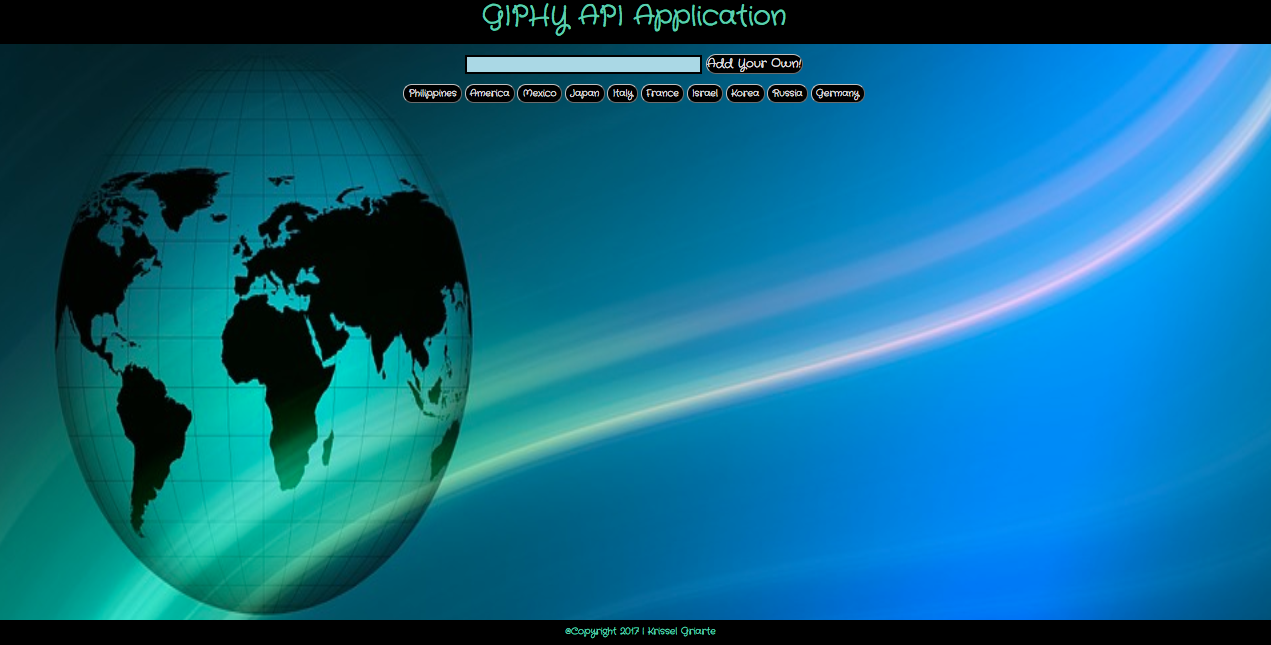 GIPHY API Application
Add Your Own!
Philippines America Mexico Japan Italy France Israel Korea Russia Germany
©Copyright 2017 | Krissel Giriarte